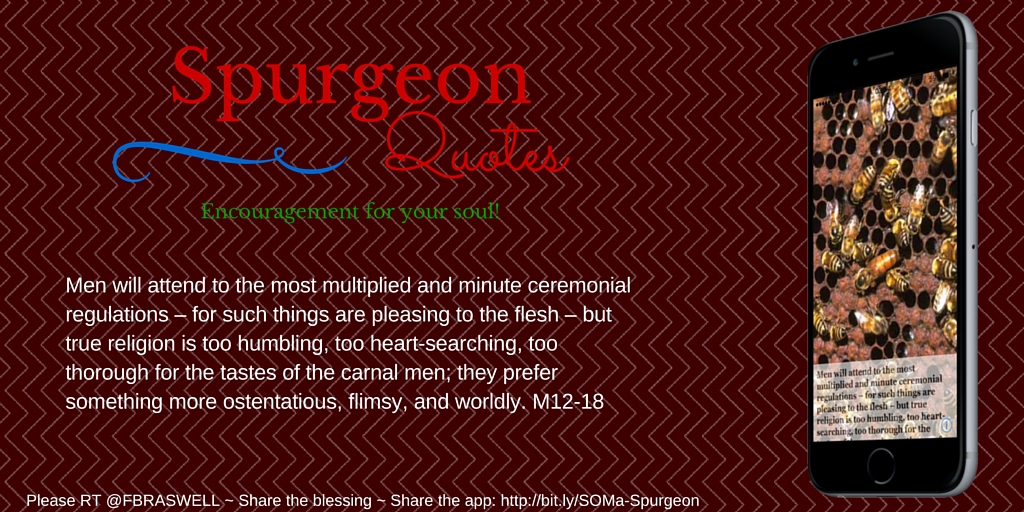 Spurgeon
Quotes
Encouragement for your soul!
Men will attend to the most multiplied and minute ceremonial
regulations – for such things are pleasing to the flesh – but
true religion is too humbling, too heart-searching, too
thorough for the tastes of the carnal men; they prefer
something more ostentatious, flimsy, and worldly. M12-18
Men will attend to the most
multiplied and minute ceremonial
regulations – for such things are
pleasing to the flesh – but true
religion is too humbling, too heart-
searching, too thorough for the
Please RT @FBRASWELL ~ Share the blessing ~ Share the app: http://bit.ly/SOMa-Spurgeon